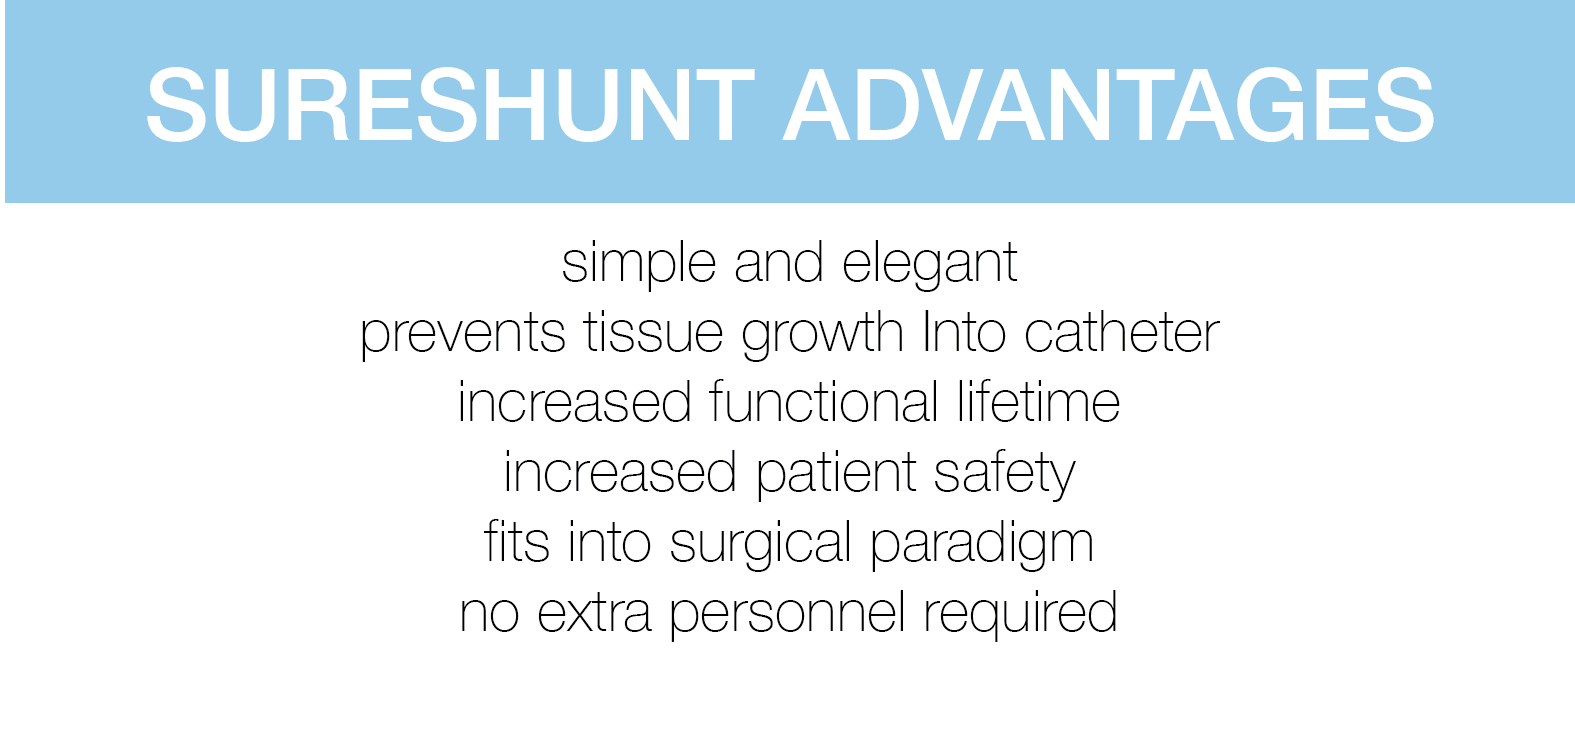 SURESHUNT ADVANTAGES
simple and elegant
prevents tissue growth Into catheter
increased functional lifetime
increased patient safety
fits into surgical paradigm
no extra personnel required